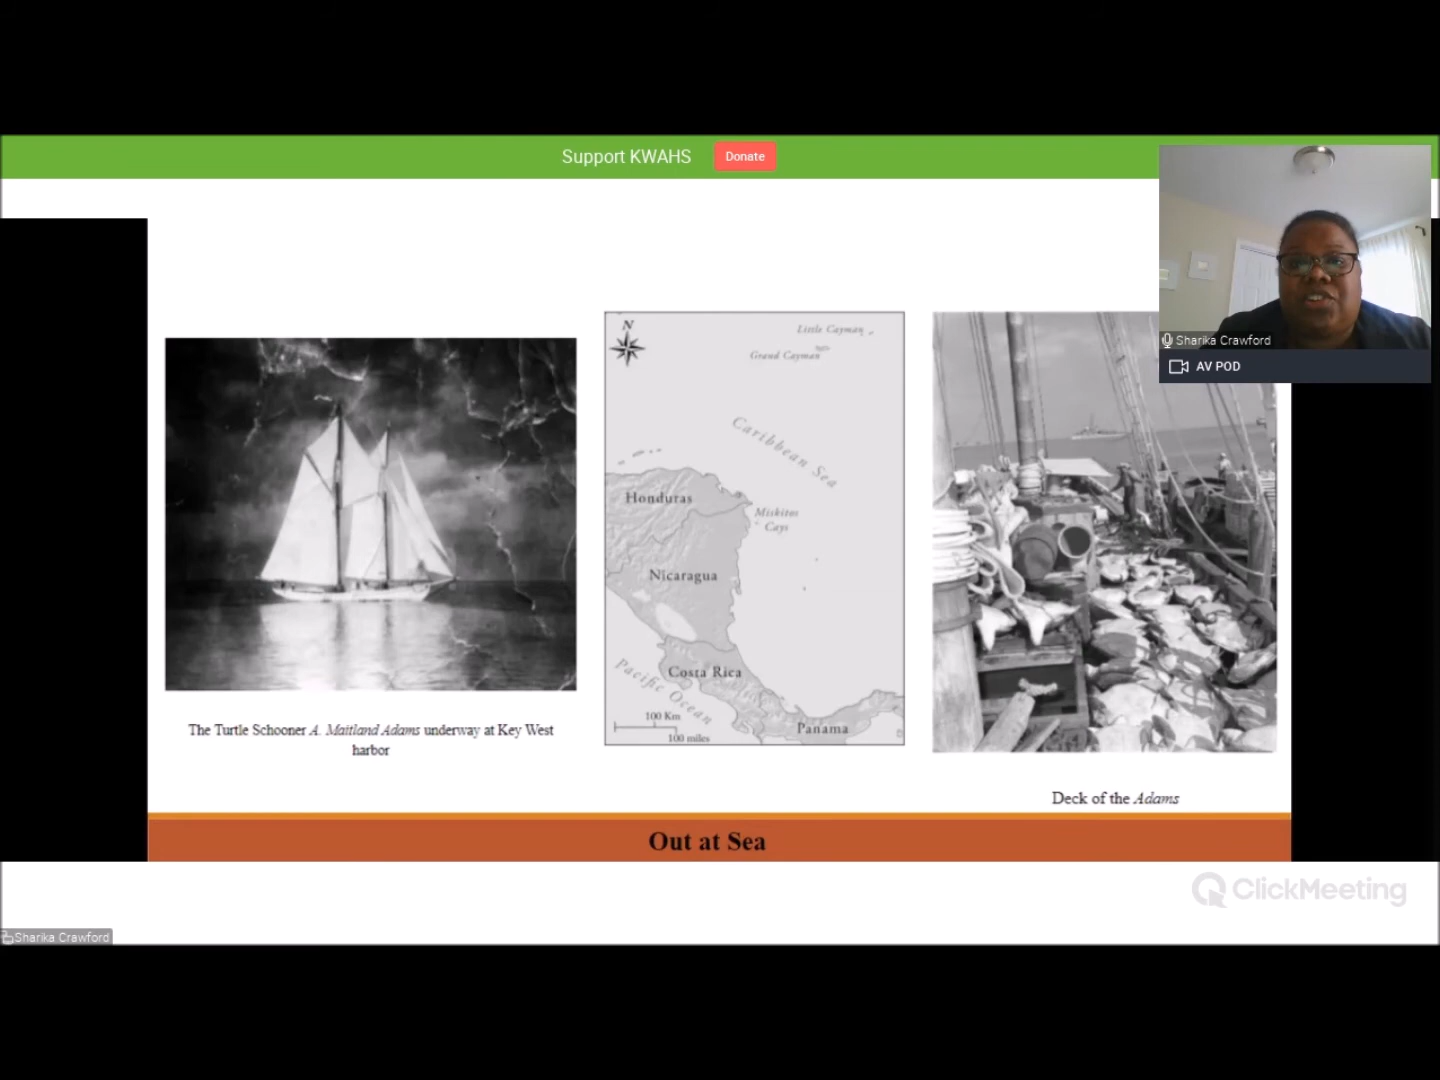 Support KWAHS
Donate
Sharika Crawford
AV POD
N
Little Cayman
Grand Cayman
Caribbean Sea
Honduras
Miskitos
Cays
Nicaragua
Costa Rica
Pacific Ocean
100 Km
100 miles
Panama
The Turtle Schooner A. Maitland Adams underway at Key West
harbor
Deck of the Adams
Out at Sea
ClickMeeting
Sharika Crawford